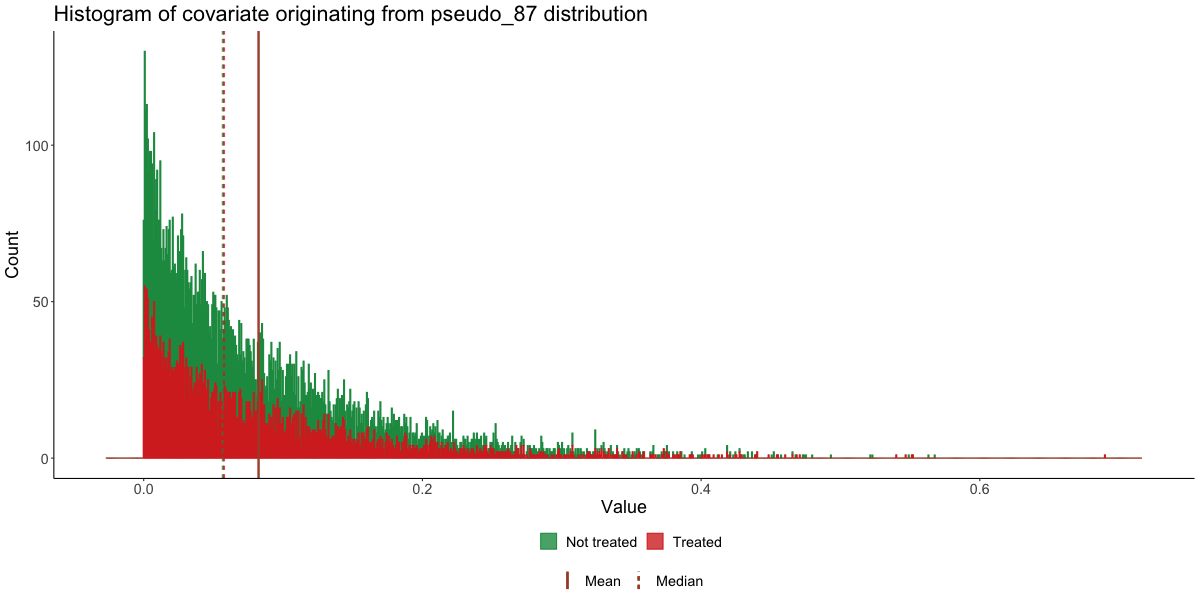 Histogram of covariate originating from pseudo_87 distribution
Count
100
50
0
0.0 0.2 0.4 0.6
Value
Not treated Treated
Mean Median